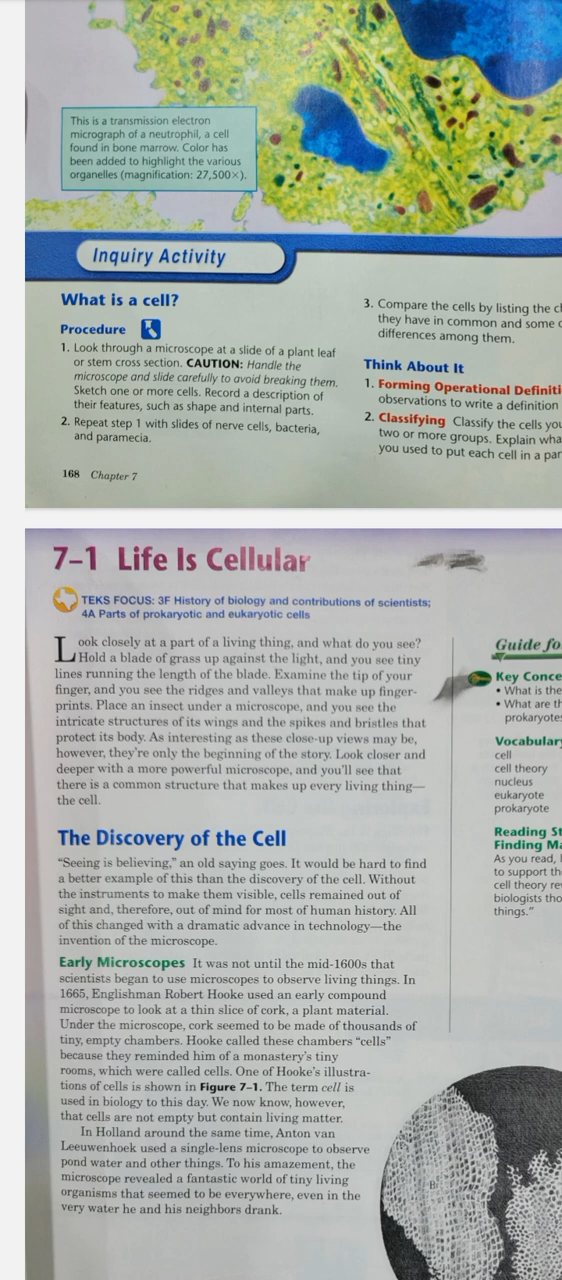 This is a transmission electron
micrograph of a neutrophil, a cell
found in bone marrow. Color has
been added to highlight the various
organelles (magnification: 27,500×).
Inquiry Activity
What is a cell?
Procedure
1. Look through a microscope at a slide of a plant leaf
or stem cross section. CAUTION: Handle the
microscope and slide carefully to avoid breaking them.
Sketch one or more cells. Record a description of
their features, such as shape and internal parts.
2. Repeat step 1 with slides of nerve cells, bacteria,
and paramecia.
3. Compare the cells by listing the
they have in common and some
differences among them.
Think About It
1. Forming Operational
observations to write a definition
2. Classifying Classify the cells
two or more groups. Explain
you used to put each cell in a
168 Chapter 7
7–1 Life Is Cellular
TEKS FOCUS: 3F History of biology and contributions of scientists;
4A Parts of prokaryotic and eukaryotic cells
Look closely at a part of a living thing, and what do you see?
Hold a blade of grass up against the light, and you see tiny
lines running the length of the blade. Examine the tip of your
finger, and you see the ridges and valleys that make up finger-
prints. Place an insect under a microscope, and you see the
intricate structures of its wings and the spikes and bristles that
protect its body. As interesting as these close-up views may be,
however, they're only the beginning of the story. Look closer and
deeper with a more powerful microscope, and you'll see that
there is a common structure that makes up every living thing—
the cell.
The Discovery of the Cell
“Seeing is believing,” an old saying goes. It would be hard to find
a better example of this than the discovery of the cell. Without
the instruments to make them visible, cells remained out of
sight and, therefore, out of mind for most of human history. All
of this changed with a dramatic advance in technology—the
invention of the microscope.
Early Microscopes It was not until the mid-1600s that
scientists began to use microscopes to observe living things. In
1665, Englishman Robert Hooke used an early compound
microscope to look at a thin slice of cork, a plant material.
Under the microscope, cork seemed to be made of thousands of
tiny, empty chambers. Hooke called these chambers “cells”
because they reminded him of a monastery's tiny
rooms, which were called cells. One of Hooke's illustra-
tions of cells is shown in Figure 7–1. The term cell is
used in biology to this day. We now know, however,
that cells are not empty but contain living matter.
In Holland around the same time, Anton van
Leeuwenhoek used a single-lens microscope to observe
pond water and other things. To his amazement, the
microscope revealed a fantastic world of tiny living
organisms that seemed to be everywhere, even in the
very water he and his neighbors drank.
Guide
Key
• What is the
• What are
prokaryotes
Vocabulary
cell
cell theory
nucleus
eukaryote
prokaryote
Reading
Finding
As you read,
to support
cell theory
biologists
things.”